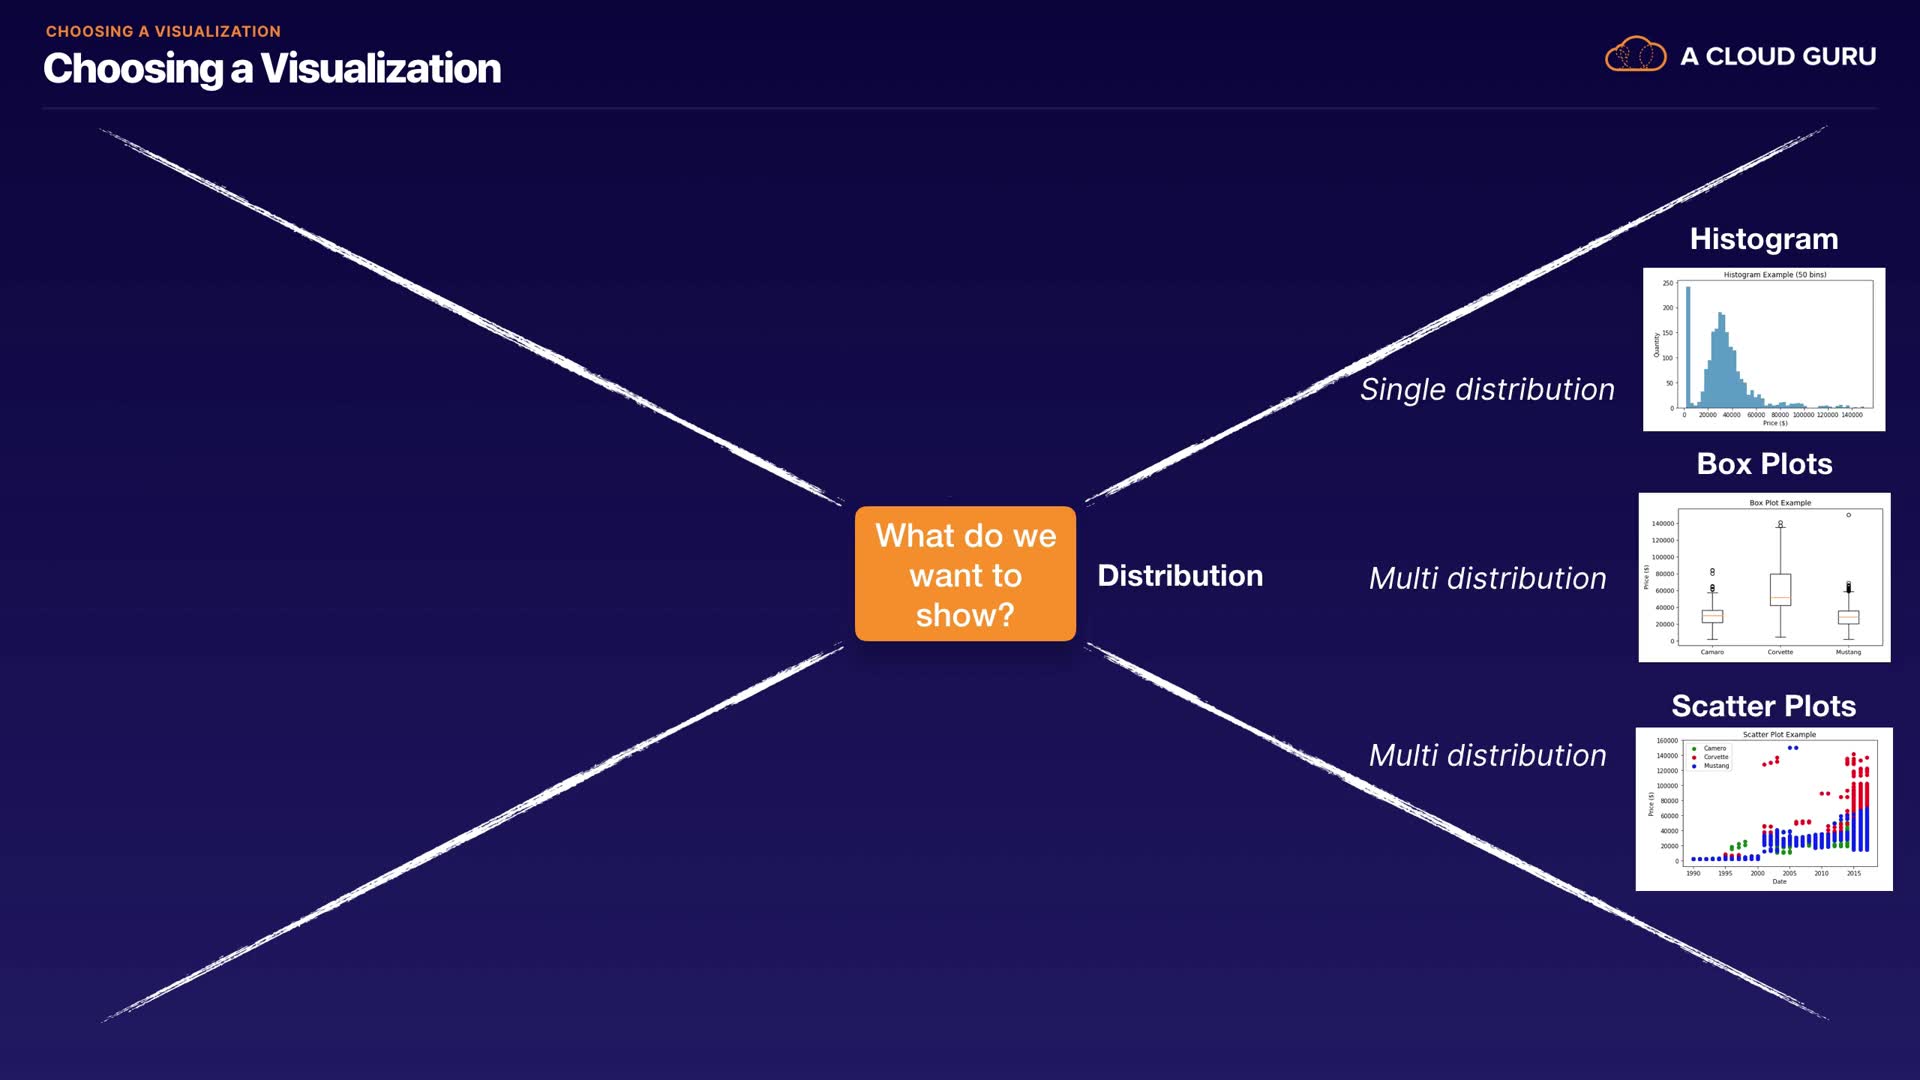 CHOOSING A VISUALIZATION
Choosing a Visualization
A CLOUD GURU
What do we
want to
show?
Distribution
Single distribution
Multi distribution
Multi distribution
Histogram
Histogram Example (50 bins)
250
200
150
100
50
0
Quantity
0 20000 40000 60000 80000 100000 120000 140000
Price ($)
Box Plots
Box Plot Example
140000
120000
100000
80000
60000
40000
20000
0
Price ($)
Camaro Corvette Mustang
Scatter Plots
Scatter Plot Example
160000
140000
120000
100000
80000
60000
40000
20000
0
Price ($)
Camero
Corvette
Mustang
1990 1995 2000 2005 2010 2015
Date